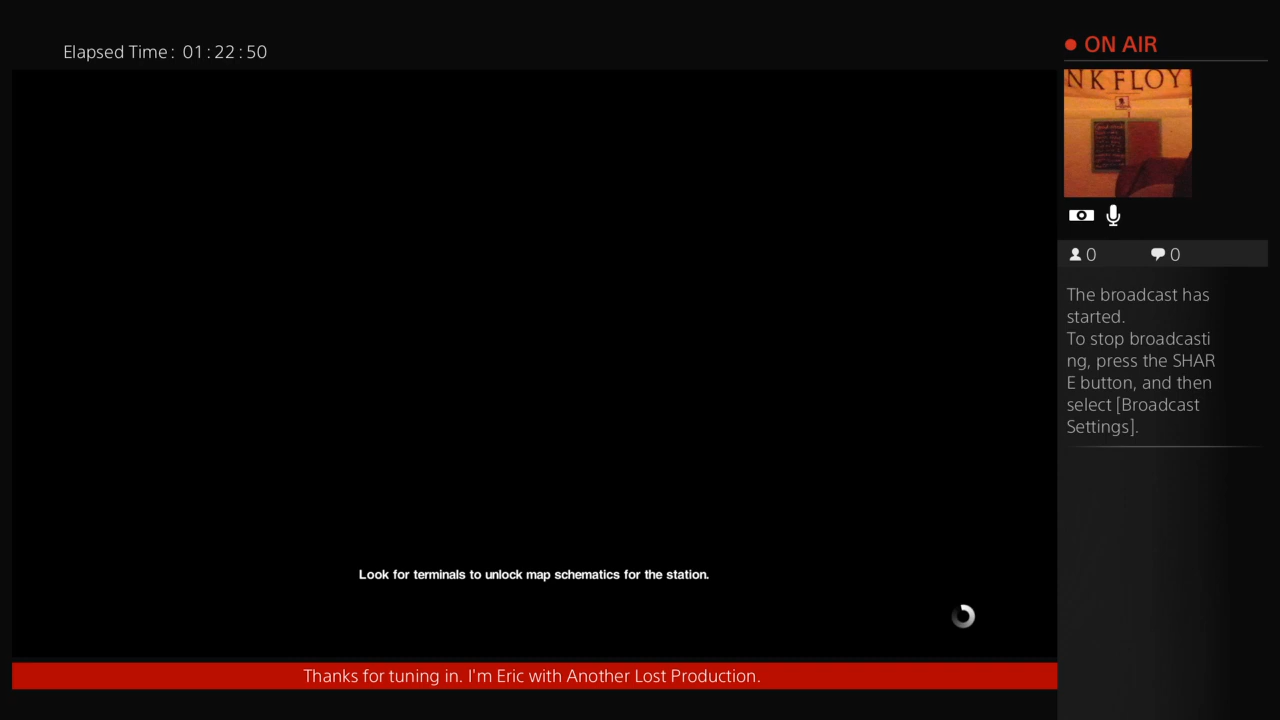 Elapsed Time: 01:22:50
ON AIR
NK FLOY
0 0
The broadcast has
started.
To stop broadcasti
ng, press the SHAR
E button, and then
select [Broadcast
Settings].
Look for terminals to unlock map schematics for the station.
Thanks for tuning in. I'm Eric with Another Lost Production.